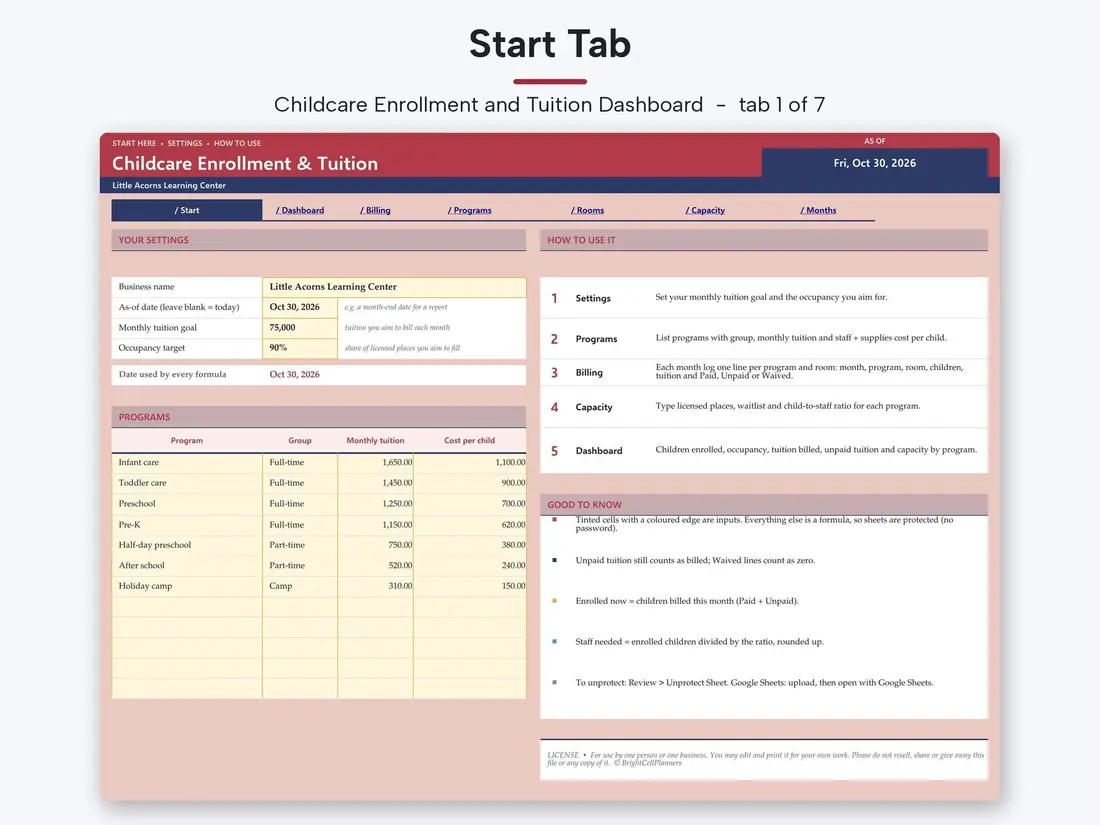 Start Tab
Childcare Enrollment and Tuition Dashboard – tab 1 of 7
START HERE • SETTINGS • HOW TO USE
AS OF
Childcare Enrollment & Tuition
Fri, Oct 30, 2026
Little Acorns Learning Center
/ Start / Dashboard / Billing / Programs / Rooms / Capacity / Months
YOUR SETTINGS
Business name Little Acorns Learning Center
As-of date (leave blank = today) Oct 30, 2026 e.g. a month-end date for a report
Monthly tuition goal 75,000 tuition you aim to bill each month
Occupancy target 90% share of licensed places you aim to fill
Date used by every formula Oct 30, 2026
PROGRAMS
Program Group Monthly tuition Cost per child
Infant care Full-time 1,650.00 1,100.00
Toddler care Full-time 1,450.00 900.00
Preschool Full-time 1,250.00 700.00
Pre-K Full-time 1,150.00 620.00
Half-day preschool Part-time 750.00 380.00
After school Part-time 520.00 240.00
Holiday camp Camp 310.00 150.00
HOW TO USE IT
1 Settings Set your monthly tuition goal and the occupancy you aim for.
2 Programs List programs with group, monthly tuition and staff + supplies cost per child.
3 Billing Each month log one line per program and room: month, program, room, children,
tuition and Paid, Unpaid or Waived.
4 Capacity Type licensed places, waitlist and child-to-staff ratio for each program.
5 Dashboard Children enrolled, occupancy, tuition billed, unpaid tuition and capacity by program.
GOOD TO KNOW
Tinted cells with a coloured edge are inputs. Everything else is a formula, so sheets are protected (no
password).
Unpaid tuition still counts as billed; Waived lines count as zero.
Enrolled now = children billed this month (Paid + Unpaid).
Staff needed = enrolled children divided by the ratio, rounded up.
To unprotect: Review > Unprotect Sheet. Google Sheets: upload, then open with Google Sheets.
LICENSE • For use by one person or one business. You may edit and print it for your own work. Please do not resell, share or give away this
file or any copy of it. © BrightCellPlanners